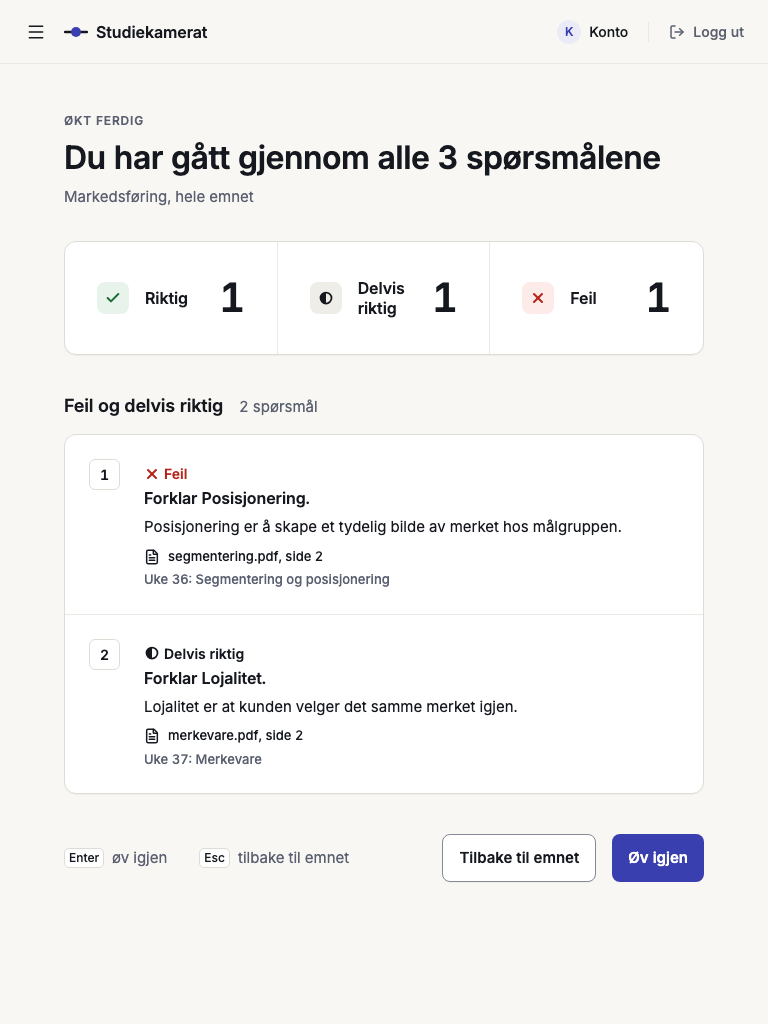 Studiekamerat
K Konto
Logg ut
ØKT FERDIG
Du har gått gjennom alle 3 spørsmålene
Markedsføring, hele emnet
Riktig 1
Delvis
riktig 1
Feil 1
Feil og delvis riktig 2 spørsmål
1 Feil
Forklar Posisjonering.
Posisjonering er å skape et tydelig bilde av merket hos målgruppen.
segmentering.pdf, side 2
Uke 36: Segmentering og posisjonering
2 Delvis riktig
Forklar Lojalitet.
Lojalitet er at kunden velger det samme merket igjen.
merkevare.pdf, side 2
Uke 37: Merkevare
Enter øv igjen Esc tilbake til emnet Tilbake til emnet Øv igjen